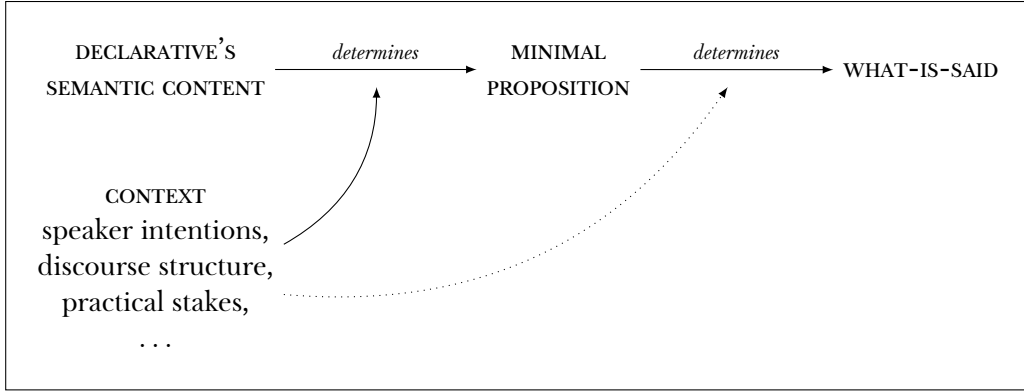 DECLARATIVE'S
SEMANTIC CONTENT
determines
MINIMAL
PROPOSITION
determines
WHAT-IS-SAID
CONTEXT
speaker intentions,
discourse structure,
practical stakes,
. . .